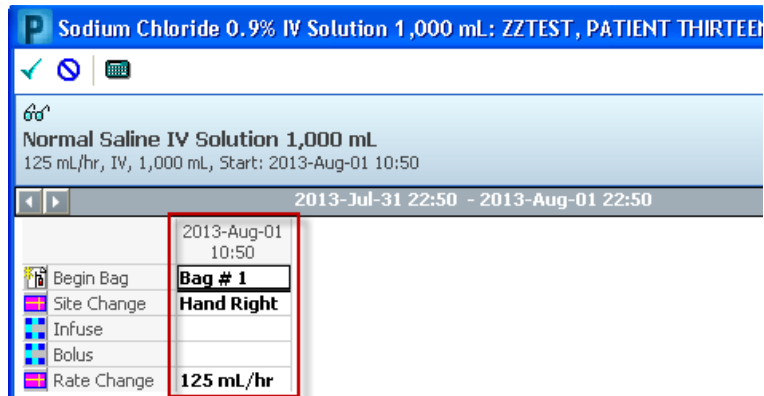 P Sodium Chloride 0.9% IV Solution 1,000 mL: ZZTEST, PATIENT THIRTEEN
Normal Saline IV Solution 1,000 mL
125 mL/hr, IV, 1,000 mL, Start: 2013-Aug-01 10:50
2013-Jul-31 22:50 - 2013-Aug-01 22:50
2013-Aug-01
10:50
Begin Bag Bag # 1
Site Change Hand Right
Infuse
Bolus
Rate Change 125 mL/hr